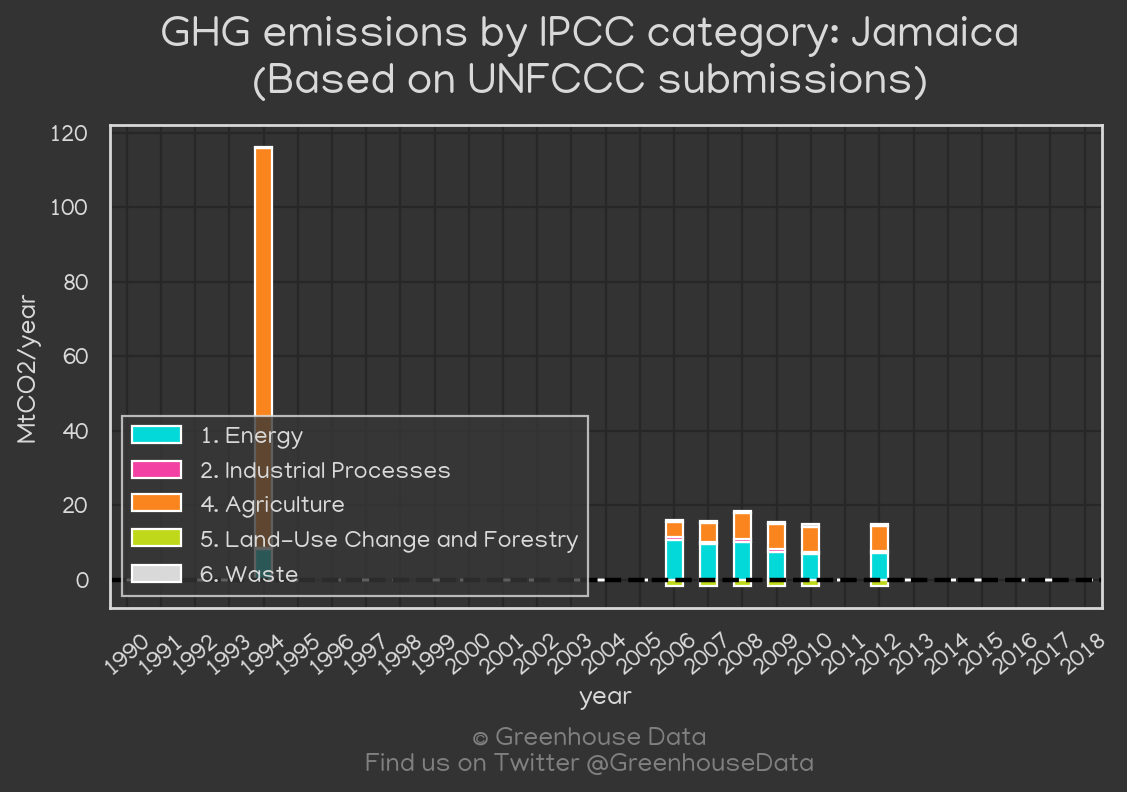 GHG emissions by IPCC category: Jamaica
(Based on UNFCCC submissions)
MtCO2/year
120
100
80
60
40
20
0
1. Energy
2. Industrial Processes
4. Agriculture
5. Land-Use Change and Forestry
6. Waste
1990 1991 1992 1993 1994 1995 1996 1997 1998 1999 2000 2001 2002 2003 2004 2005 2006 2007 2008 2009 2010 2011 2012 2013 2014 2015 2016 2017 2018
year
© Greenhouse Data
Find us on Twitter @GreenhouseData